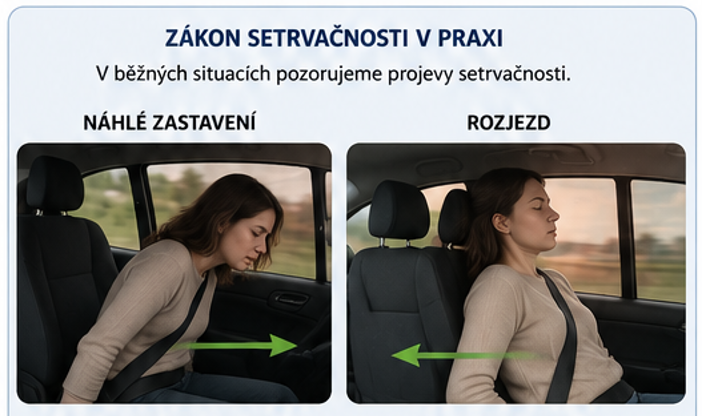 ZÁKON SETRVAČNOSTI V PRAXI
V běžných situacích pozorujeme projevy setrvačnosti.
NÁHLÉ ZASTAVENÍ
ROZJEZD